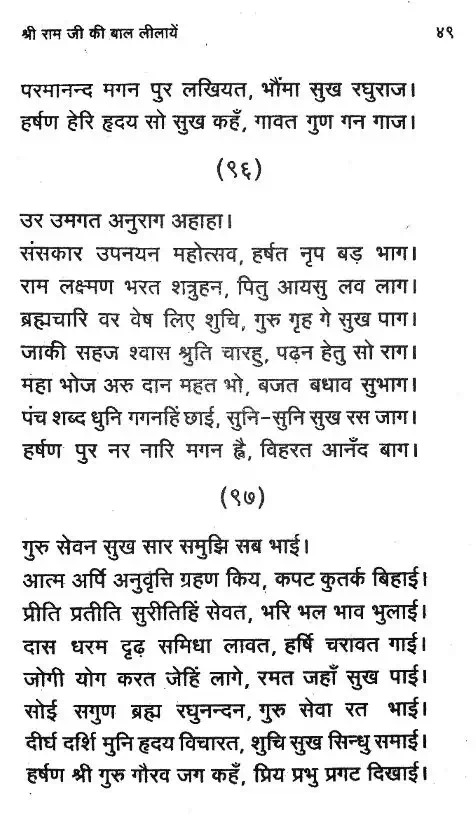 श्री राम जी की बाल लीलायें ४९
परमानन्द मगन पुर लखियत, भौंमा सुख रघुराज।
हर्षण हेरि हृदय सो सुख कहँ, गावत गुण गन गाज।
(९६)
उर उमगत अनुराग अहाहा।
संसकार उपनयन महोत्सव, हर्षत नृप बड़ भाग।
राम लक्ष्मण भरत शत्रुहन, पितु आयसु लव लाग।
ब्रह्मचारि वर वेष लिए शुचि, गुरु गृह गे सुख पाग।
जाकी सहज श्वास श्रुति चारहु, पढ़न हेतु सो राग।
महा भोज अरु दान महत भो, बजत बधाव सुभाग।
पंच शब्द धुनि गगनहिं छाई, सुनि-सुनि सुख रस जाग।
हर्षण पुर नर नारि मगन ह्वै, विहरत आनँद बाग।
(९७)
गुरु सेवन सुख सार समुझि सब भाई।
आत्म अर्पि अनुवृत्ति ग्रहण किय, कपट कुतर्क बिहाई।
प्रीति प्रतीति सुरीतिहिं सेवत, भरि भल भाव भुलाई।
दास धरम दृढ़ समिधा लावत, हर्षि चरावत गाई।
जोगी योग करत जेहिं लागे, रमत जहाँ सुख पाई।
सोई सगुण ब्रह्म रघुनन्दन, गुरु सेवा रत भाई।
दीर्घ दर्शि मुनि हृदय विचारत, शुचि सुख सिन्धु समाई।
हर्षण श्री गुरु गौरव जग कहँ, प्रिय प्रभु प्रगट दिखाई।